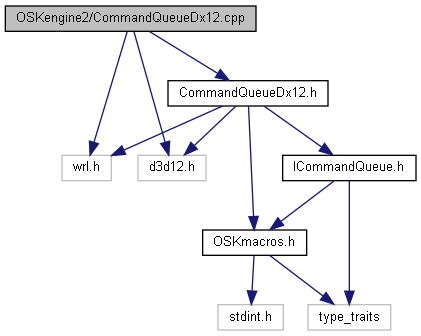 OSKengine2/CommandQueueDx12.cpp
CommandQueueDx12.h
wrl.h
d3d12.h
ICommandQueue.h
OSKmacros.h
stdint.h
type_traits